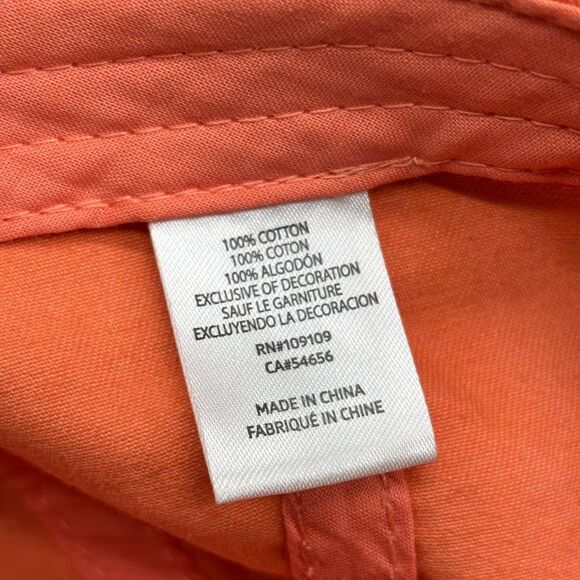 100% COTTON
100% COTON
100% ALGODÓN
EXCLUSIVE OF DECORATION
SAUF LE GARNITURE
EXCLUYENDO LA DECORACION
RN#109109
CA#54656
MADE IN CHINA
FABRIQUÉ IN CHINE